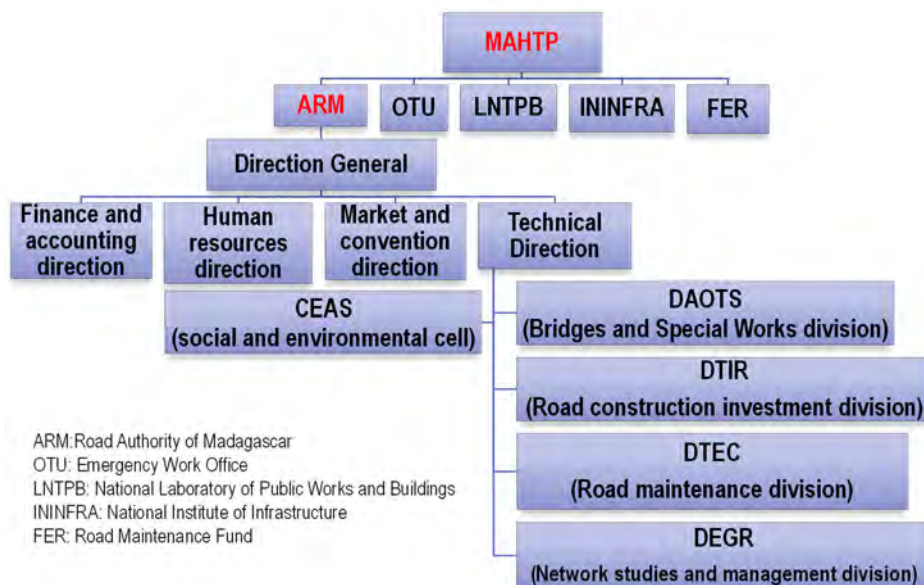 MAHTP
ARM
OTU
LNTPB
ININFRA
FER
Direction General
Finance and
accounting
direction
Human
resources
direction
Market and
convention
direction
Technical
Direction
CEAS
(social and environmental cell)
DAOTS
(Bridges and Special Works division)
DTIR
(Road construction investment division)
DTEC
(Road maintenance division)
DEGR
(Network studies and management division)
ARM:Road Authority of Madagascar
OTU: Emergency Work Office
LNTPB: National Laboratory of Public Works and Buildings
ININFRA: National Institute of Infrastructure
FER: Road Maintenance Fund